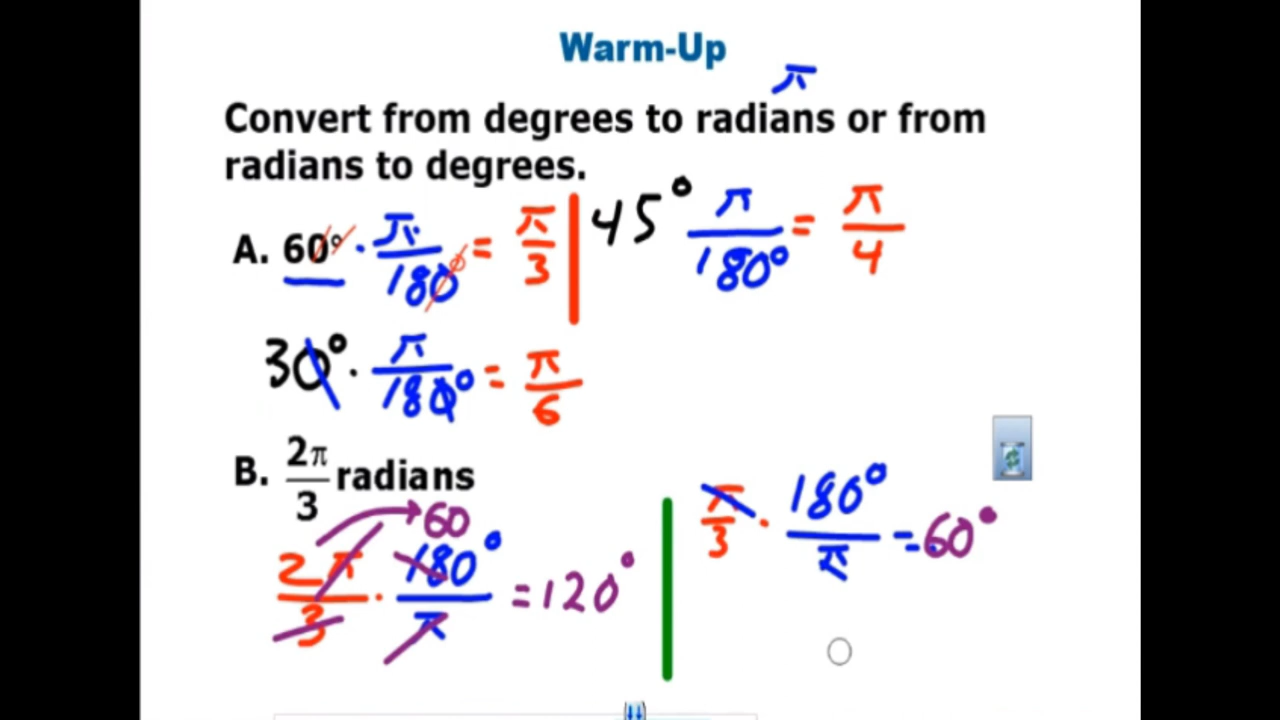 Warm-Up
π
Convert from degrees to radians or from
radians to degrees.
A. 60° · π/180° = π/3 | 45° π/180° = π/4
30° · π/180° = π/6
B. 2π/3 radians
60
2π/3 · 180°/π = 120° | π/3 · 180°/π = 60°